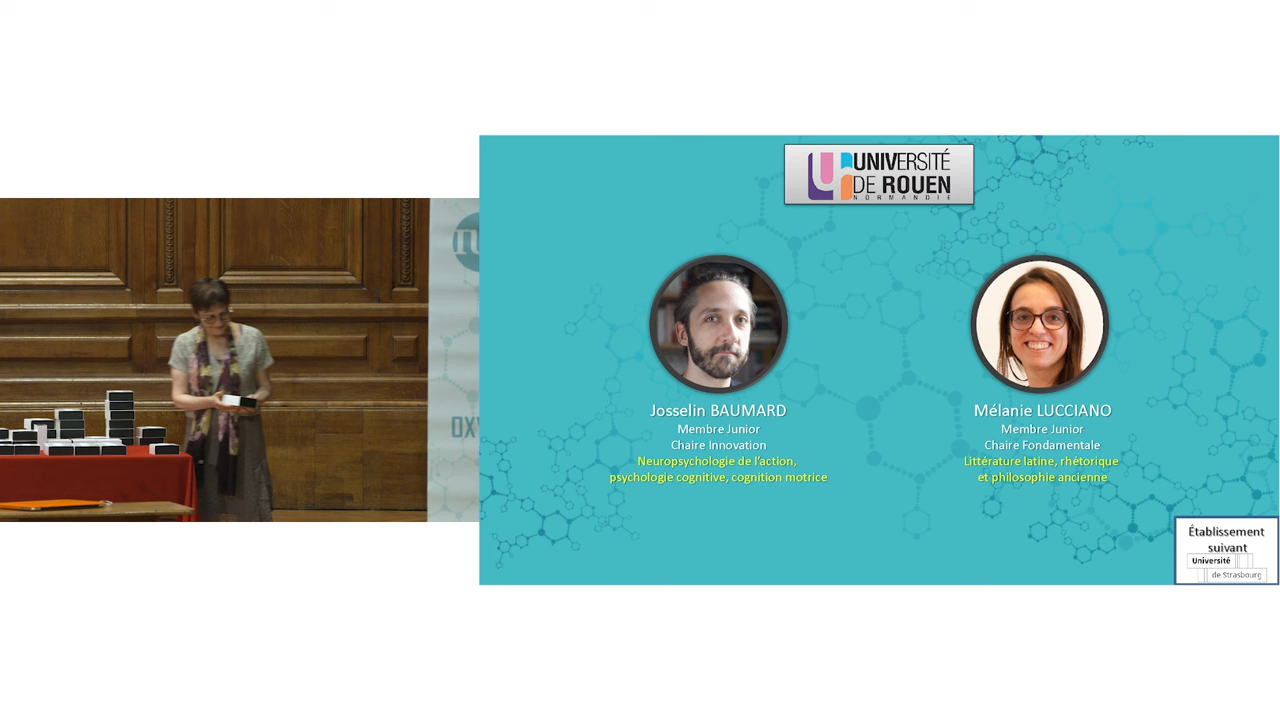 UNIVERSITÉ
DE ROUEN
NORMANDIE
Josselin BAUMARD
Membre Junior
Chaire Innovation
Neuropsychologie de l'action,
psychologie cognitive, cognition motrice
Mélanie LUCCIANO
Membre Junior
Chaire Fondamentale
Littérature latine, rhétorique
et philosophie ancienne
Établissement
suivant
Université
de Strasbourg